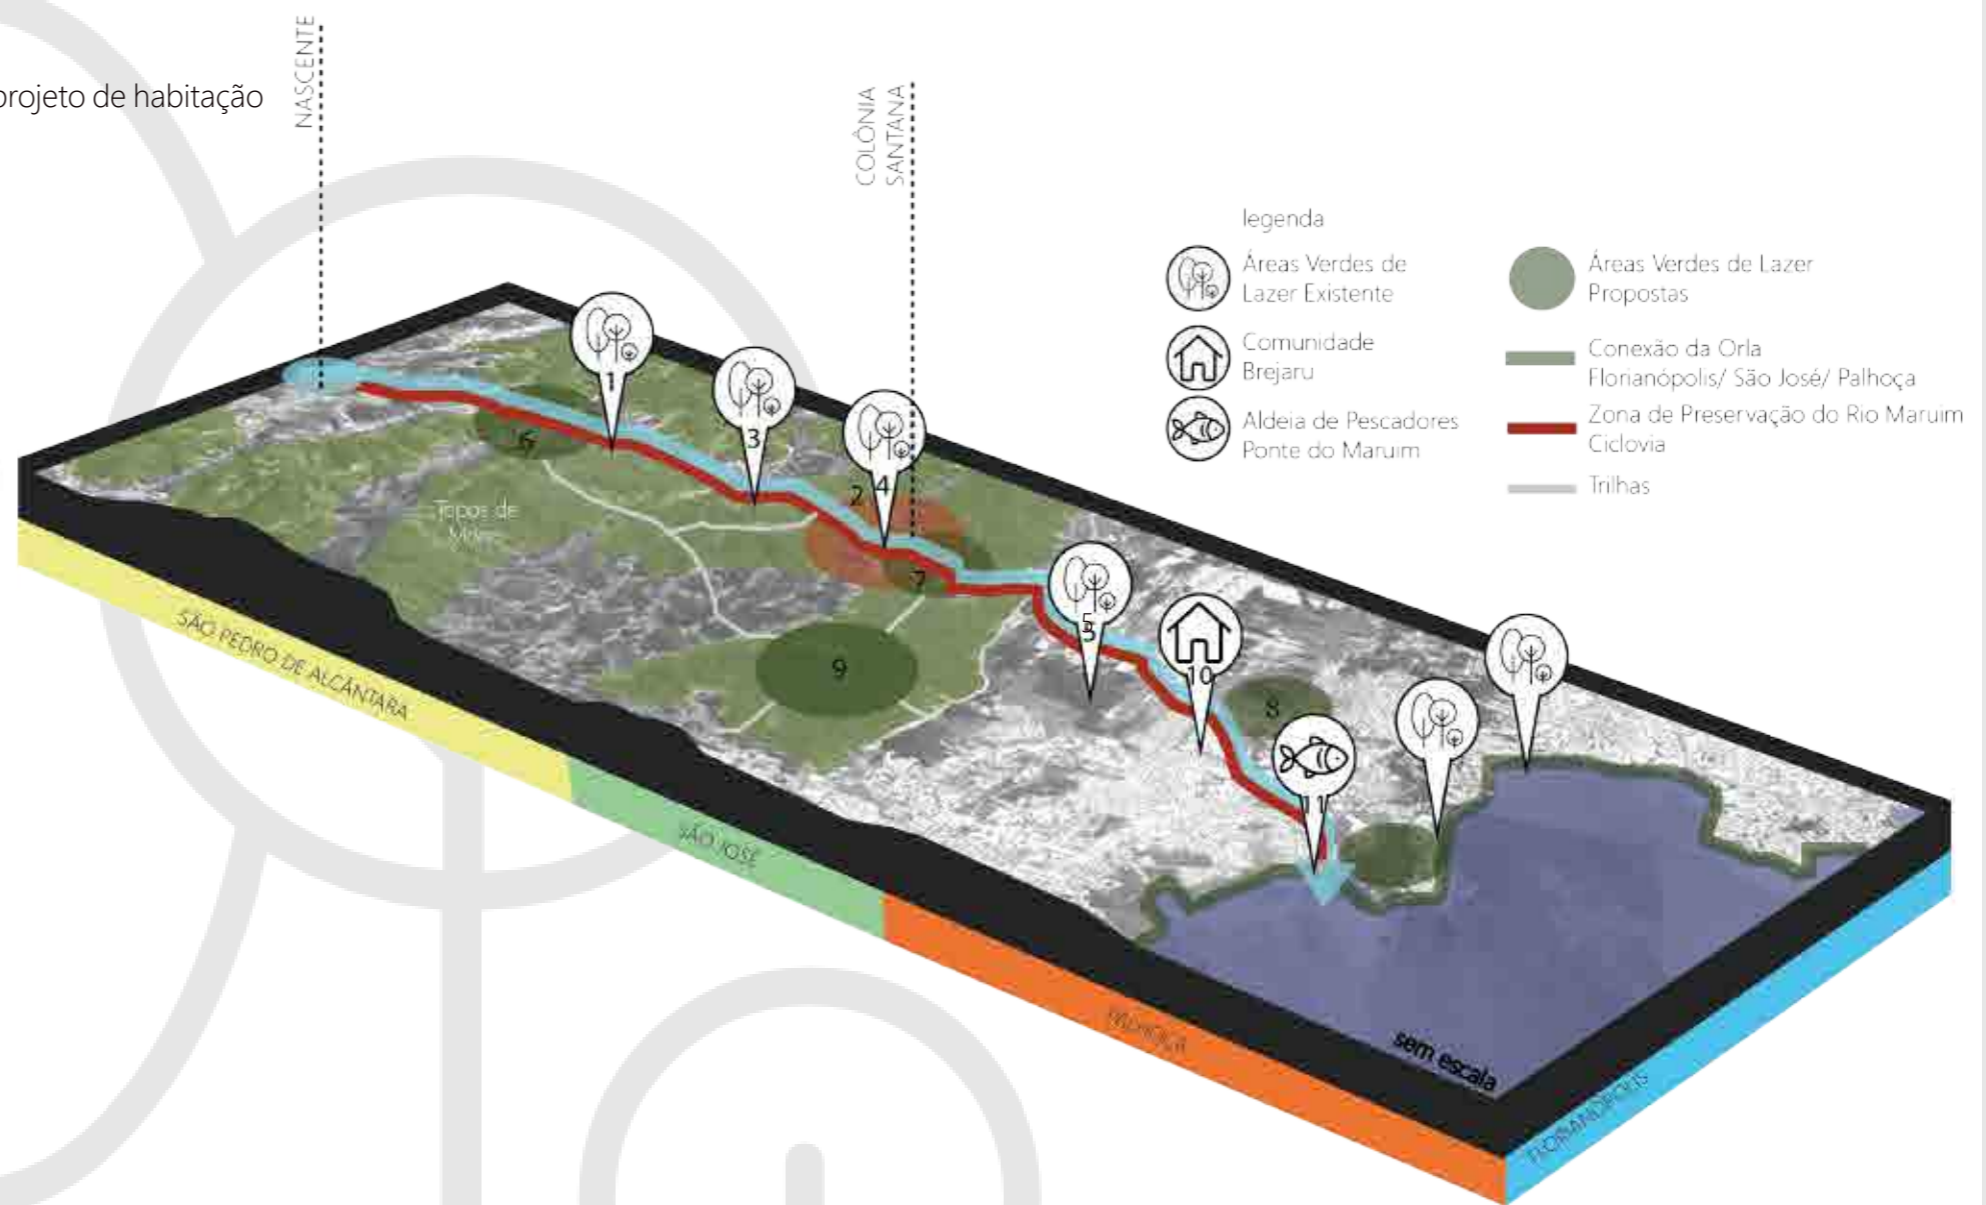 projeto de habitação
NASCENTE
COLÔNIA
SANTANA
legenda
Áreas Verdes de
Lazer Existente
Comunidade
Brejaru
Aldeia de Pescadores
Ponte do Maruim
Áreas Verdes de Lazer
Propostas
Conexão da Orla
Florianópolis/ São José/ Palhoça
Zona de Preservação do Rio Maruim
Ciclovia
Trilhas
1
3
2
4
6
Topos de
7
5
9
10
8
11
SÃO PEDRO DE ALCÂNTARA
SÃO JOSÉ
PALHOÇA
sem escala
FLORIANÓPOLIS